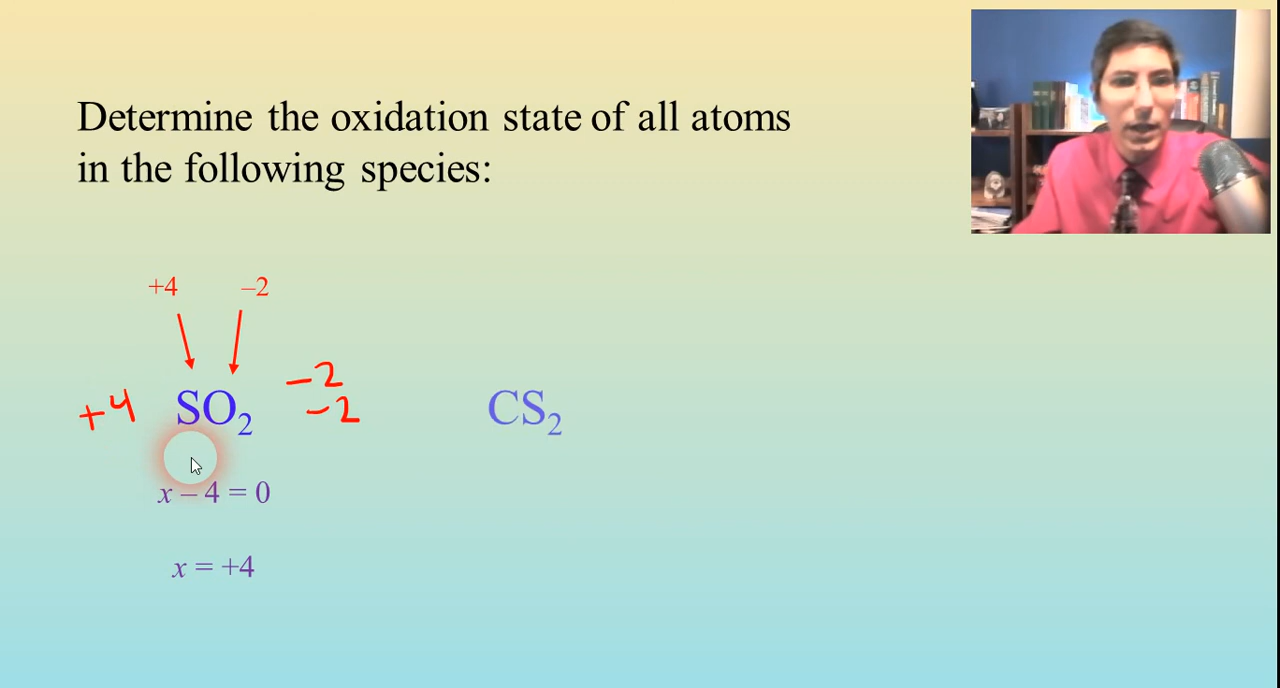 Determine the oxidation state of all atoms
in the following species:
+4 –2
+4 SO₂ –2
–2
CS₂
x – 4 = 0
x = +4